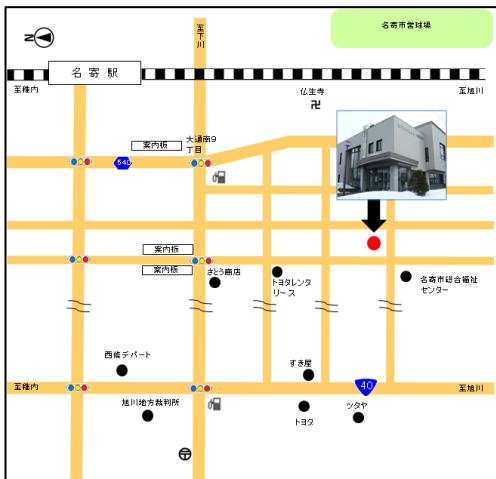 名寄市営球場
至下川
N
名寄駅
至稚内
仏生寺
至旭川
大通南9
丁目
案内板
540
案内板
案内板
さとう商店
トヨタレンタ
リース
名寄市総合福祉
センター
西條デパート
すき屋
40
至稚内
至旭川
旭川地方裁判所
トヨタ
ツタヤ